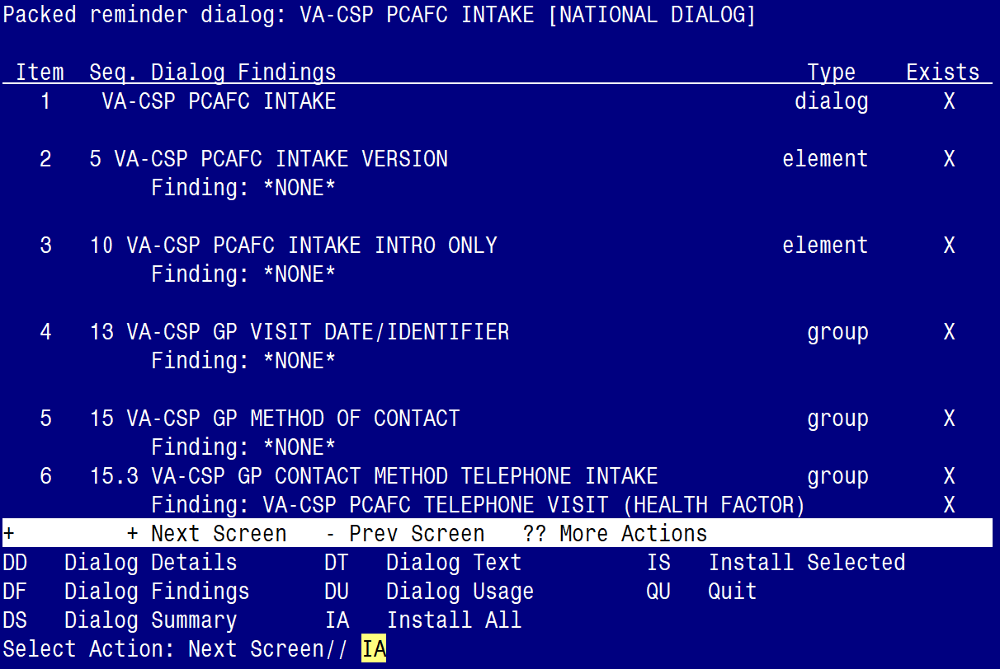 Packed reminder dialog: VA-CSP PCAFC INTAKE [NATIONAL DIALOG]
Item Seq. Dialog Findings Type Exists
1 VA-CSP PCAFC INTAKE dialog X
2 5 VA-CSP PCAFC INTAKE VERSION element X
Finding: *NONE*
3 10 VA-CSP PCAFC INTAKE INTRO ONLY element X
Finding: *NONE*
4 13 VA-CSP GP VISIT DATE/IDENTIFIER group X
Finding: *NONE*
5 15 VA-CSP GP METHOD OF CONTACT group X
Finding: *NONE*
6 15.3 VA-CSP GP CONTACT METHOD TELEPHONE INTAKE group X
Finding: VA-CSP PCAFC TELEPHONE VISIT (HEALTH FACTOR) X
+ + Next Screen - Prev Screen ?? More Actions
DD Dialog Details DT Dialog Text IS Install Selected
DF Dialog Findings DU Dialog Usage QU Quit
DS Dialog Summary IA Install All
Select Action: Next Screen// IA